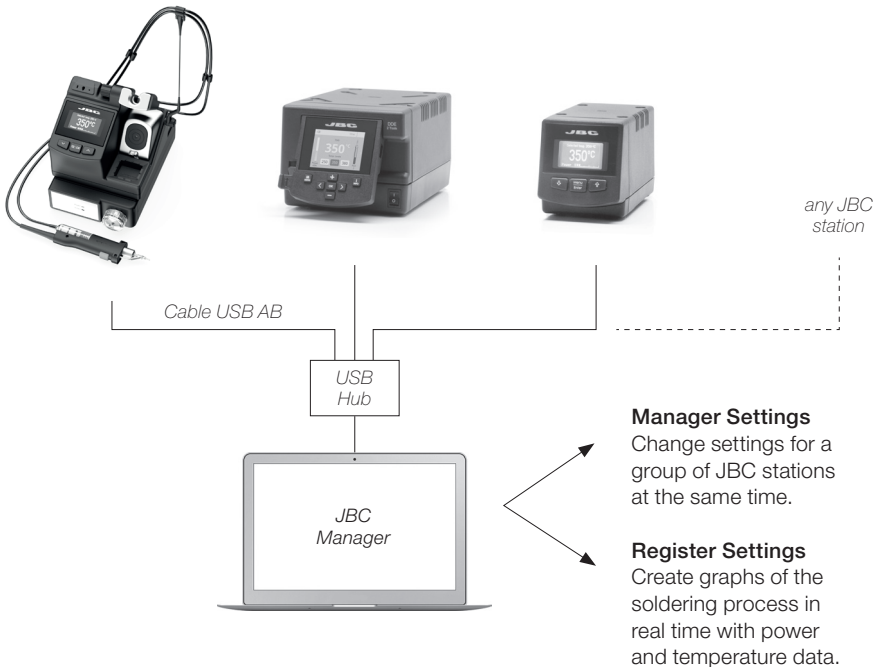 JBC
350°C
JBC
350
JBC
350°C
any JBC
station
Cable USB AB
USB
Hub
JBC
Manager
Manager Settings
Change settings for a
group of JBC stations
at the same time.
Register Settings
Create graphs of the
soldering process in
real time with power
and temperature data.